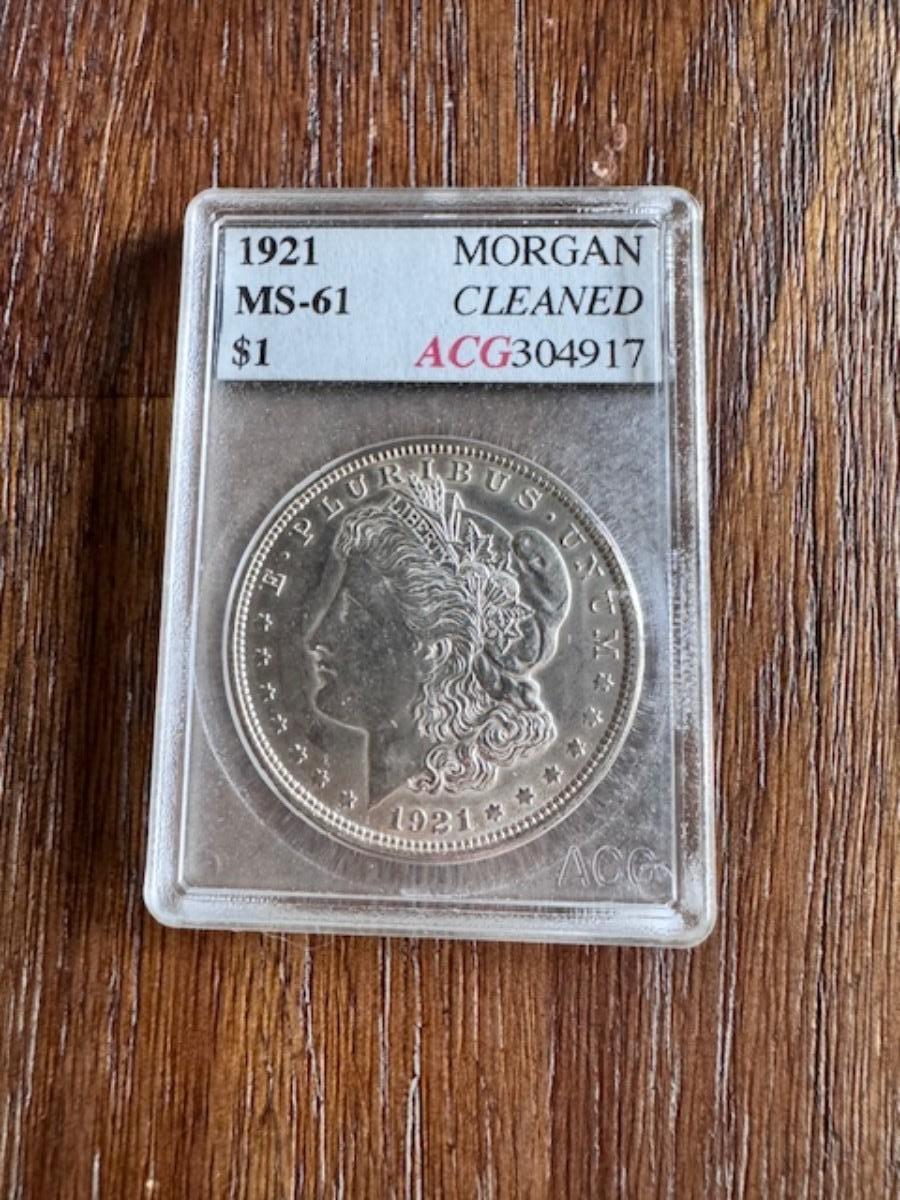 1921 MORGAN
MS-61 CLEANED
$1 ACG304917
E · PLURIBUS · UNUM
LIBERTY
1921
ACG